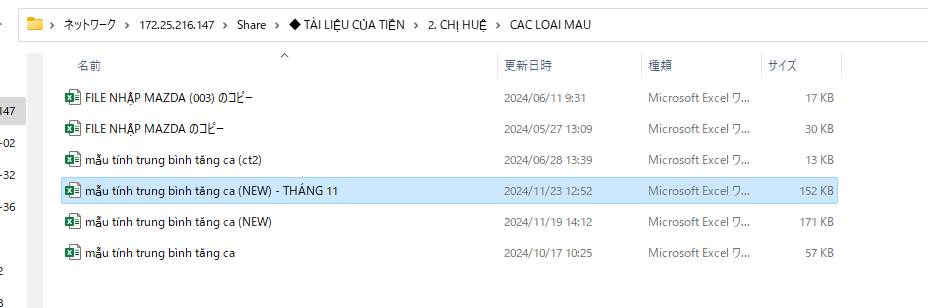 ネットワーク > 172.25.216.147 > Share > ◆ TÀI LIỆU CỦA TIÊN > 2. CHỊ HUỆ > CAC LOAI MAU
名前 更新日時 種類 サイズ
FILE NHẬP MAZDA (003) のコピー 2024/06/11 9:31 Microsoft Excel ワ... 17 KB
147
FILE NHẬP MAZDA のコピー 2024/05/27 13:09 Microsoft Excel ワ... 30 KB
-02
mẫu tính trung bình tăng ca (ct2) 2024/06/28 13:39 Microsoft Excel ワ... 13 KB
-32
mẫu tính trung bình tăng ca (NEW) - THÁNG 11 2024/11/23 12:52 Microsoft Excel ワ... 152 KB
-36
mẫu tính trung bình tăng ca (NEW) 2024/11/19 14:12 Microsoft Excel ワ... 171 KB
mẫu tính trung bình tăng ca 2024/10/17 10:25 Microsoft Excel ワ... 57 KB
2
3